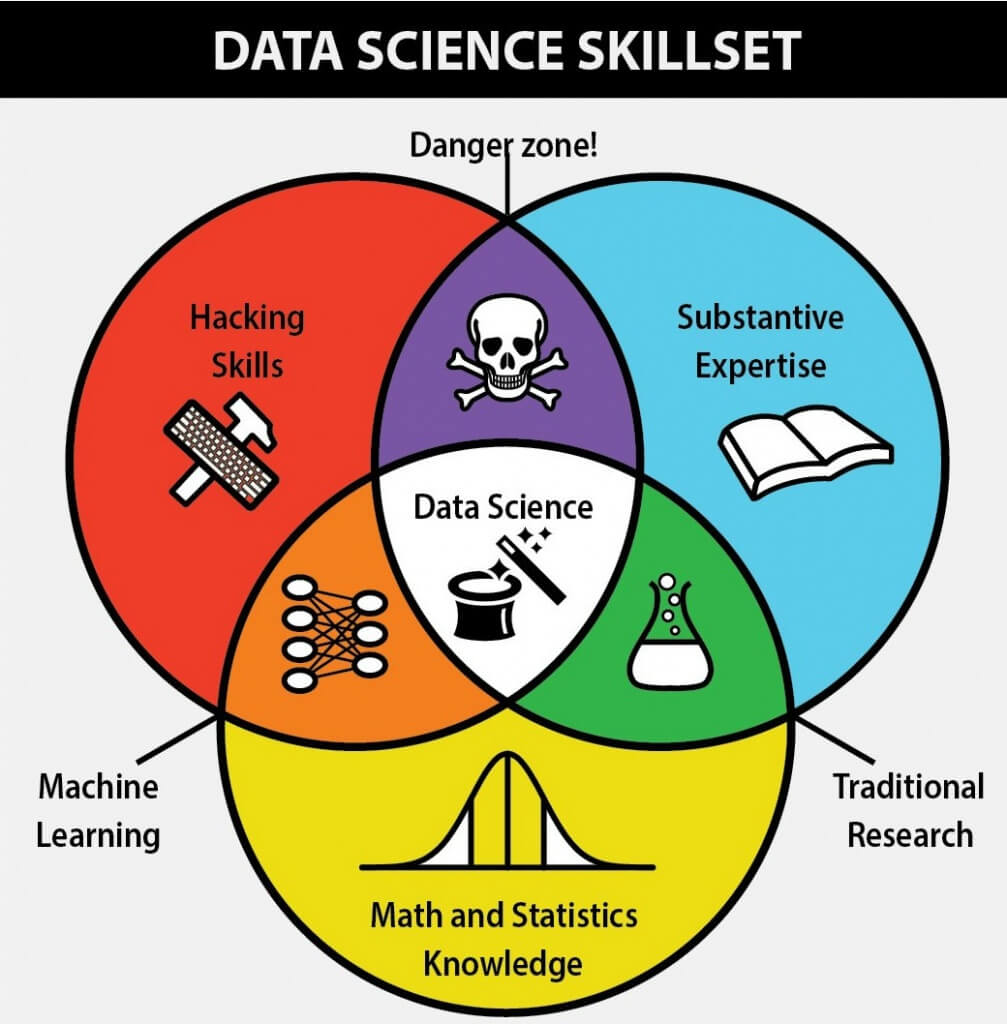 DATA SCIENCE SKILLSET
Danger zone!
Hacking
Skills
Substantive
Expertise
Data Science
Machine
Learning
Traditional
Research
Math and Statistics
Knowledge